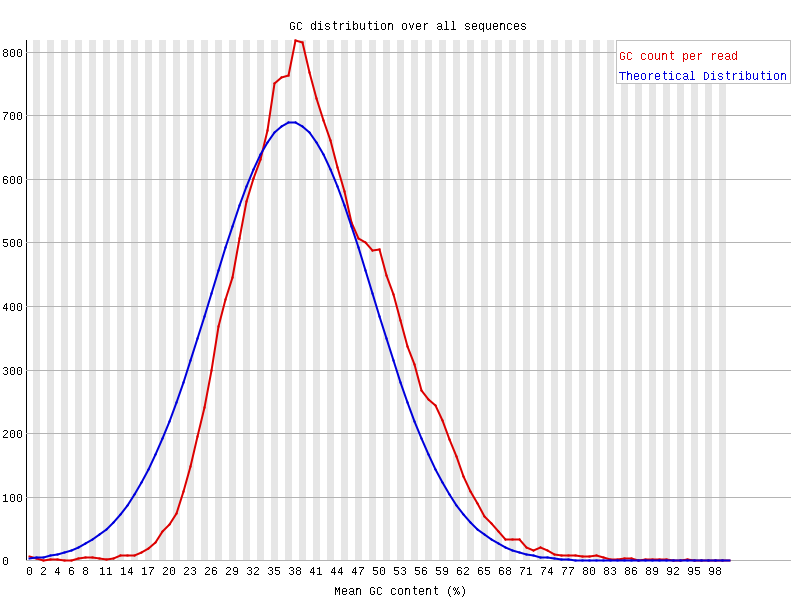 GC distribution over all sequences
GC count per read
Theoretical Distribution
800
700
600
500
400
300
200
100
0
0 2 4 6 8 11 14 17 20 23 26 29 32 35 38 41 44 47 50 53 56 59 62 65 68 71 74 77 80 83 86 89 92 95 98
Mean GC content (%)